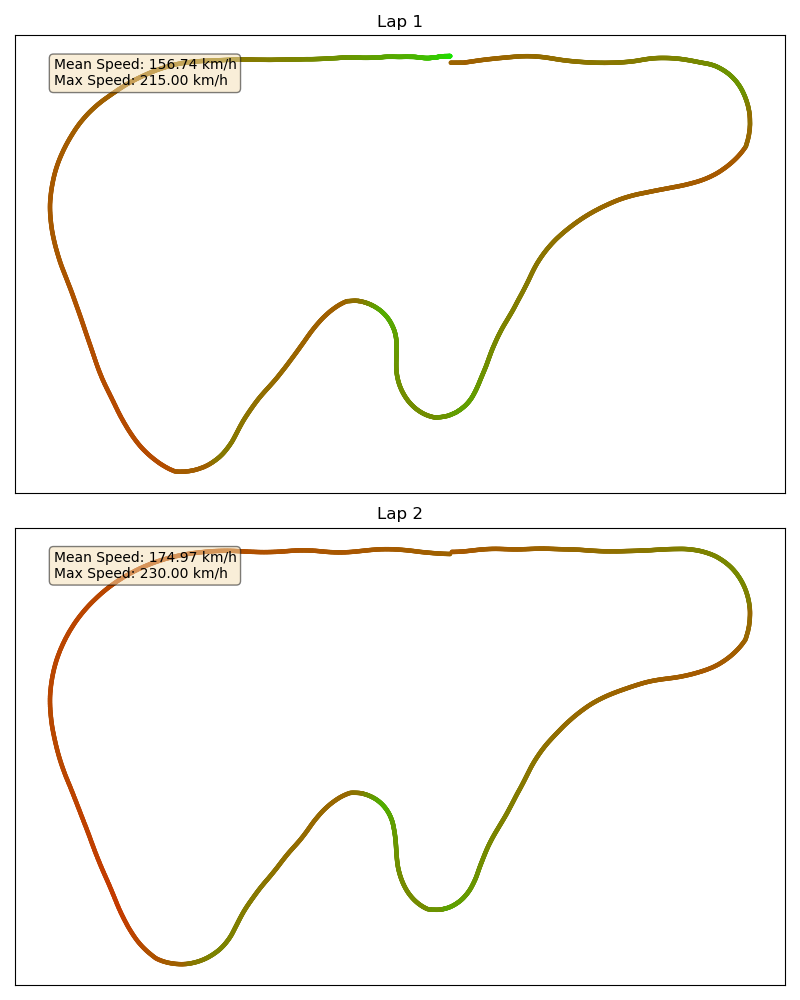 Lap 1
Mean Speed: 156.74 km/h
Max Speed: 215.00 km/h
Lap 2
Mean Speed: 174.97 km/h
Max Speed: 230.00 km/h